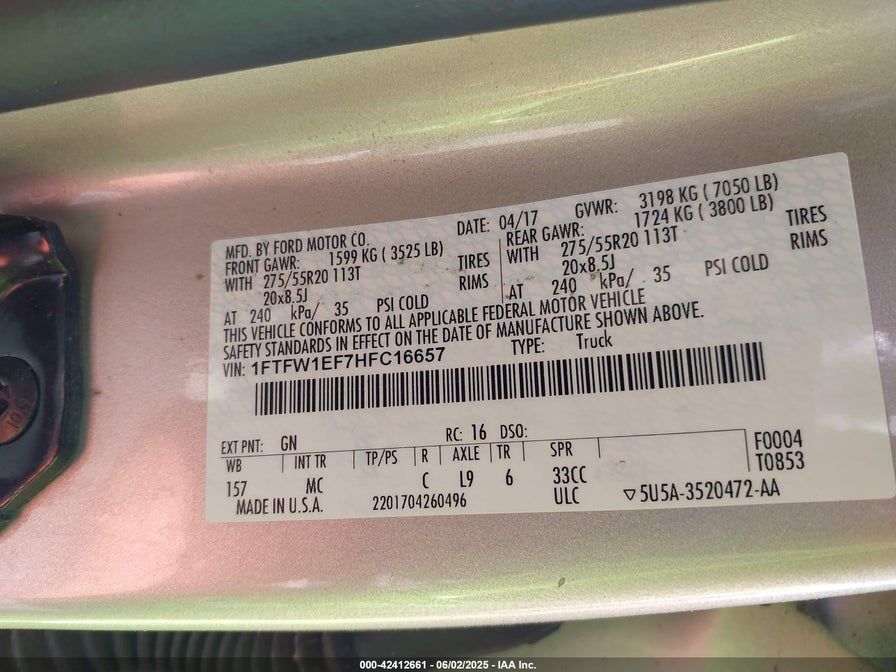 MFD. BY FORD MOTOR CO. DATE: 04/17 GVWR: 3198 KG ( 7050 LB)
FRONT GAWR: 1599 KG ( 3525 LB) REAR GAWR: 1724 KG ( 3800 LB)
WITH 275/55R20 113T TIRES WITH 275/55R20 113T TIRES
20x8.5J RIMS 20x8.5J RIMS
AT 240 kPa/ 35 PSI COLD AT 240 kPa/ 35 PSI COLD
THIS VEHICLE CONFORMS TO ALL APPLICABLE FEDERAL MOTOR VEHICLE
SAFETY STANDARDS IN EFFECT ON THE DATE OF MANUFACTURE SHOWN ABOVE.
VIN: 1FTFW1EF7HFC16657 TYPE: Truck
EXT PNT: GN RC: 16 DSO: F0004
WB INT TR TP/PS R AXLE TR SPR T0853
157 MC C L9 6 33CC
MADE IN U.S.A. 2201704260496 ULC ▽5U5A-3520472-AA
000-42412661 - 06/02/2025 - IAA Inc.